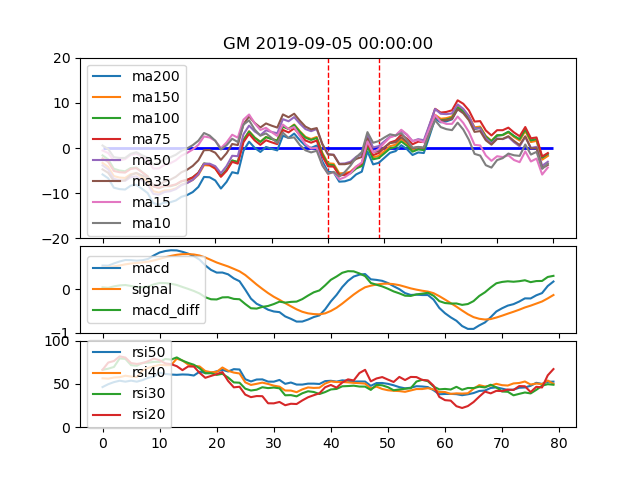 GM 2019-09-05 00:00:00
20
10
0
−10
−20
ma200
ma150
ma100
ma75
ma50
ma35
ma15
ma10
0
−1
macd
signal
macd_diff
100
50
0
rsi50
rsi40
rsi30
rsi20
0 10 20 30 40 50 60 70 80